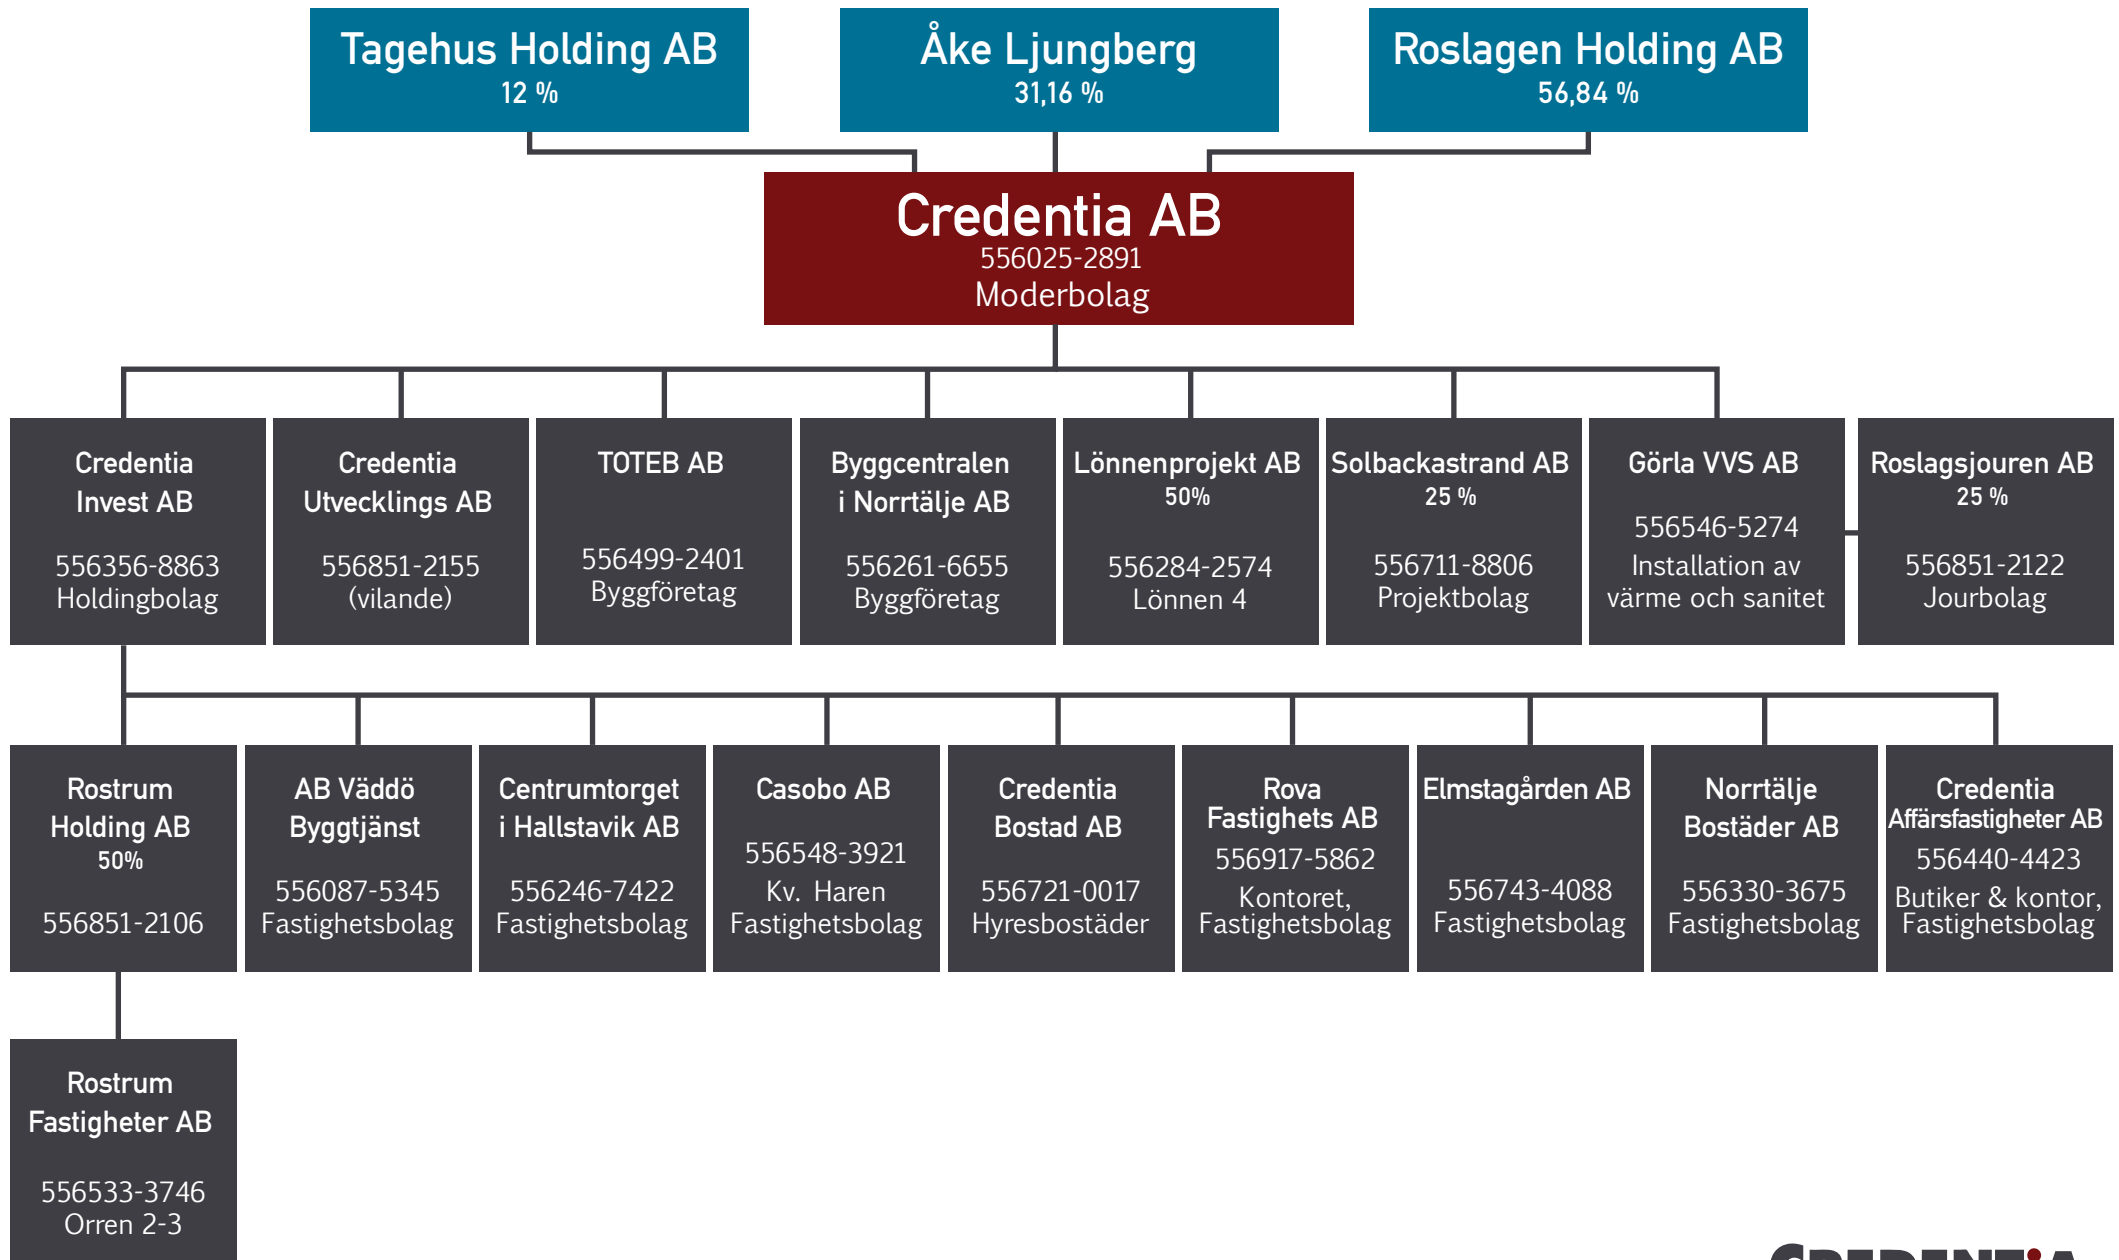 Tagehus Holding AB
12 %
Åke Ljungberg
31,16 %
Roslagen Holding AB
56,84 %
Credentia AB
556025-2891
Moderbolag
Credentia
Invest AB
556356-8863
Holdingbolag
Credentia
Utvecklings AB
556851-2155
(vilande)
TOTEB AB
556499-2401
Byggföretag
Byggcentralen
i Norrtälje AB
556261-6655
Byggföretag
Lönnenprojekt AB
50%
556284-2574
Lönnen 4
Solbackastrand AB
25 %
556711-8806
Projektbolag
Görla VVS AB
556546-5274
Installation av
värme och sanitet
Roslagsjouren AB
25 %
556851-2122
Jourbolag
Rostrum
Holding AB
50%
556851-2106
AB Väddö
Byggtjänst
556087-5345
Fastighetsbolag
Centrumtorget
i Hallstavik AB
556246-7422
Fastighetsbolag
Casobo AB
556548-3921
Kv. Haren
Fastighetsbolag
Credentia
Bostad AB
556721-0017
Hyresbostäder
Rova
Fastighets AB
556917-5862
Kontoret,
Fastighetsbolag
Elmstagården AB
556743-4088
Fastighetsbolag
Norrtälje
Bostäder AB
556330-3675
Fastighetsbolag
Credentia
Affärsfastigheter AB
556440-4423
Butiker & kontor,
Fastighetsbolag
Rostrum
Fastigheter AB
556533-3746
Orren 2-3
CREDENTiA